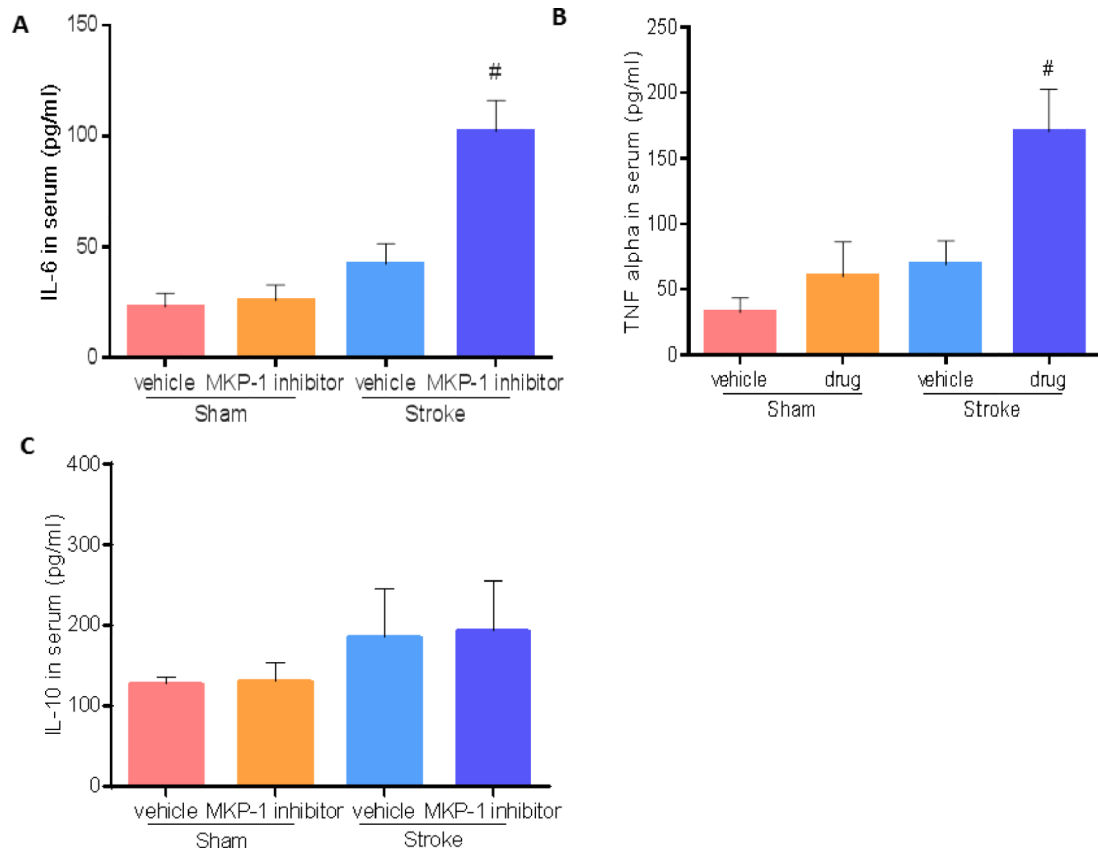 A
IL-6 in serum (pg/ml)
150
100
50
0
#
vehicle MKP-1 inhibitor vehicle MKP-1 inhibitor
Sham Stroke
B
TNF alpha in serum (pg/ml)
250
200
150
100
50
0
#
vehicle drug vehicle drug
Sham Stroke
C
IL-10 in serum (pg/ml)
400
300
200
100
0
vehicle MKP-1 inhibitor vehicle MKP-1 inhibitor
Sham Stroke